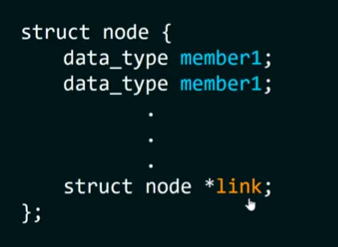 struct node {
data_type member1;
data_type member1;
.
.
.
struct node *link;
};